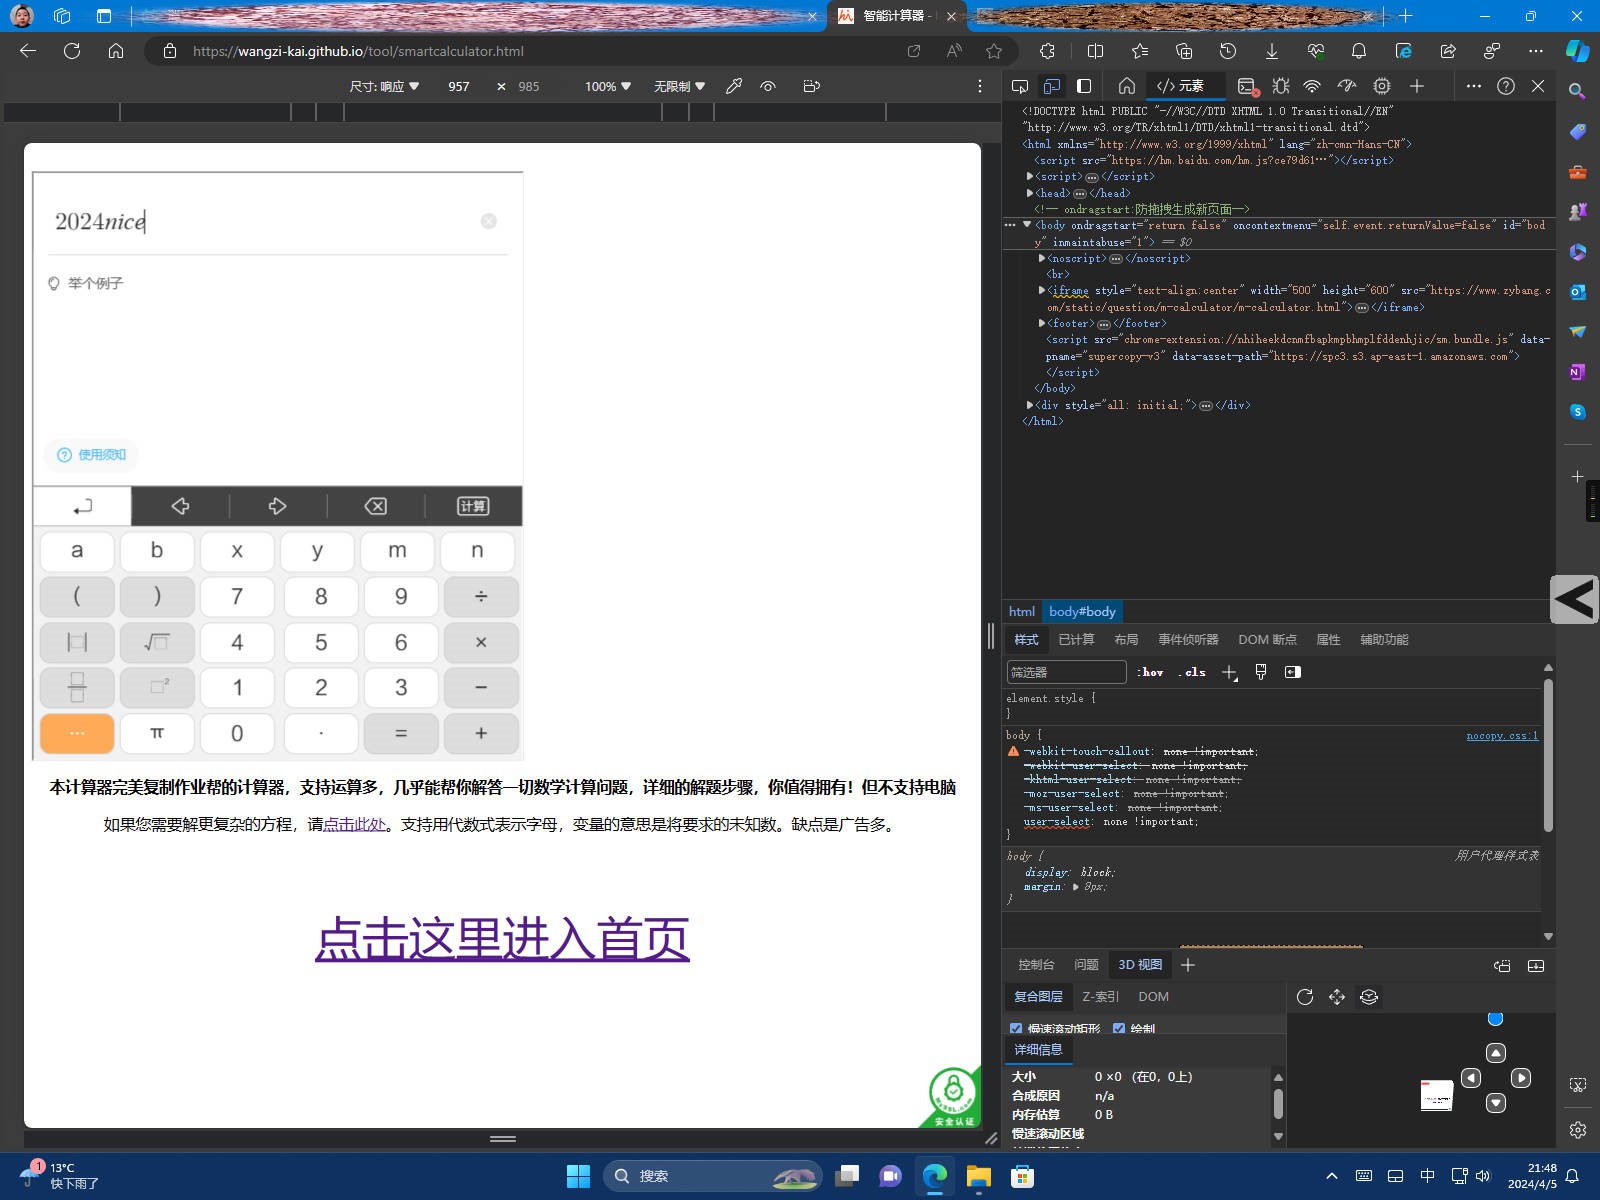 智能计算器 -
https://wangzi-kai.github.io/tool/smartcalculator.html
尺寸: 响应 957 × 985 100% 无限制
元素
<!DOCTYPE html PUBLIC "-//W3C//DTD XHTML 1.0 Transitional//EN"
"http://www.w3.org/TR/xhtml1/DTD/xhtml1-transitional.dtd">
<html xmlns="http://www.w3.org/1999/xhtml" lang="zh-cmn-Hans-CN">
<script src="https://hm.baidu.com/hm.js?ce79d61…"></script>
<script>…</script>
<head>…</head>
<!-- ondragstart:防拖拽生成新页面-->
<body ondragstart="return false" oncontextmenu="self.event.returnValue=false" id="bod
y" inmaintabuse="1"> == $0
<noscript>…</noscript>
<br>
<iframe style="text-align:center" width="500" height="600" src="https://www.zybang.c
om/static/question/m-calculator/m-calculator.html">…</iframe>
<footer>…</footer>
<script src="chrome-extension://nhiheekdcnmfbapkmpbhmplfddenhjic/sm.bundle.js" data-
pname="supercopy-v3" data-asset-path="https://spc3.s3.ap-east-1.amazonaws.com">
</script>
</body>
<div style="all: initial;">…</div>
</html>
2024nice
举个例子
使用须知
计算
a b x y m n
( ) 7 8 9 ÷
|□| √□ 4 5 6 ×
□² 1 2 3 −
… π 0 · = +
本计算器完美复制作业帮的计算器，支持运算多，几乎能帮你解答一切数学计算问题，详细的解题步骤，你值得拥有！但不支持电脑
如果您需要解更复杂的方程，请点击此处。支持用代数式表示字母，变量的意思是将要求的未知数。缺点是广告多。
点击这里进入首页
MySSL.com
安全认证
html body#body
样式 已计算 布局 事件侦听器 DOM 断点 属性 辅助功能
筛选器 :hov .cls
element.style {
}
body { nocopy.css:1
-webkit-touch-callout: none !important;
-webkit-user-select: none !important;
-khtml-user-select: none !important;
-moz-user-select: none !important;
-ms-user-select: none !important;
user-select: none !important;
}
body { 用户代理样式表
display: block;
margin: 8px;
}
控制台 问题 3D 视图
复合图层 Z-索引 DOM
慢速滚动矩形 绘制
详细信息
大小 0 ×0 (在0，0上)
合成原因 n/a
内存估算 0 B
慢速滚动区域
1
13°C
快下雨了
搜索
中
21:48
2024/4/5